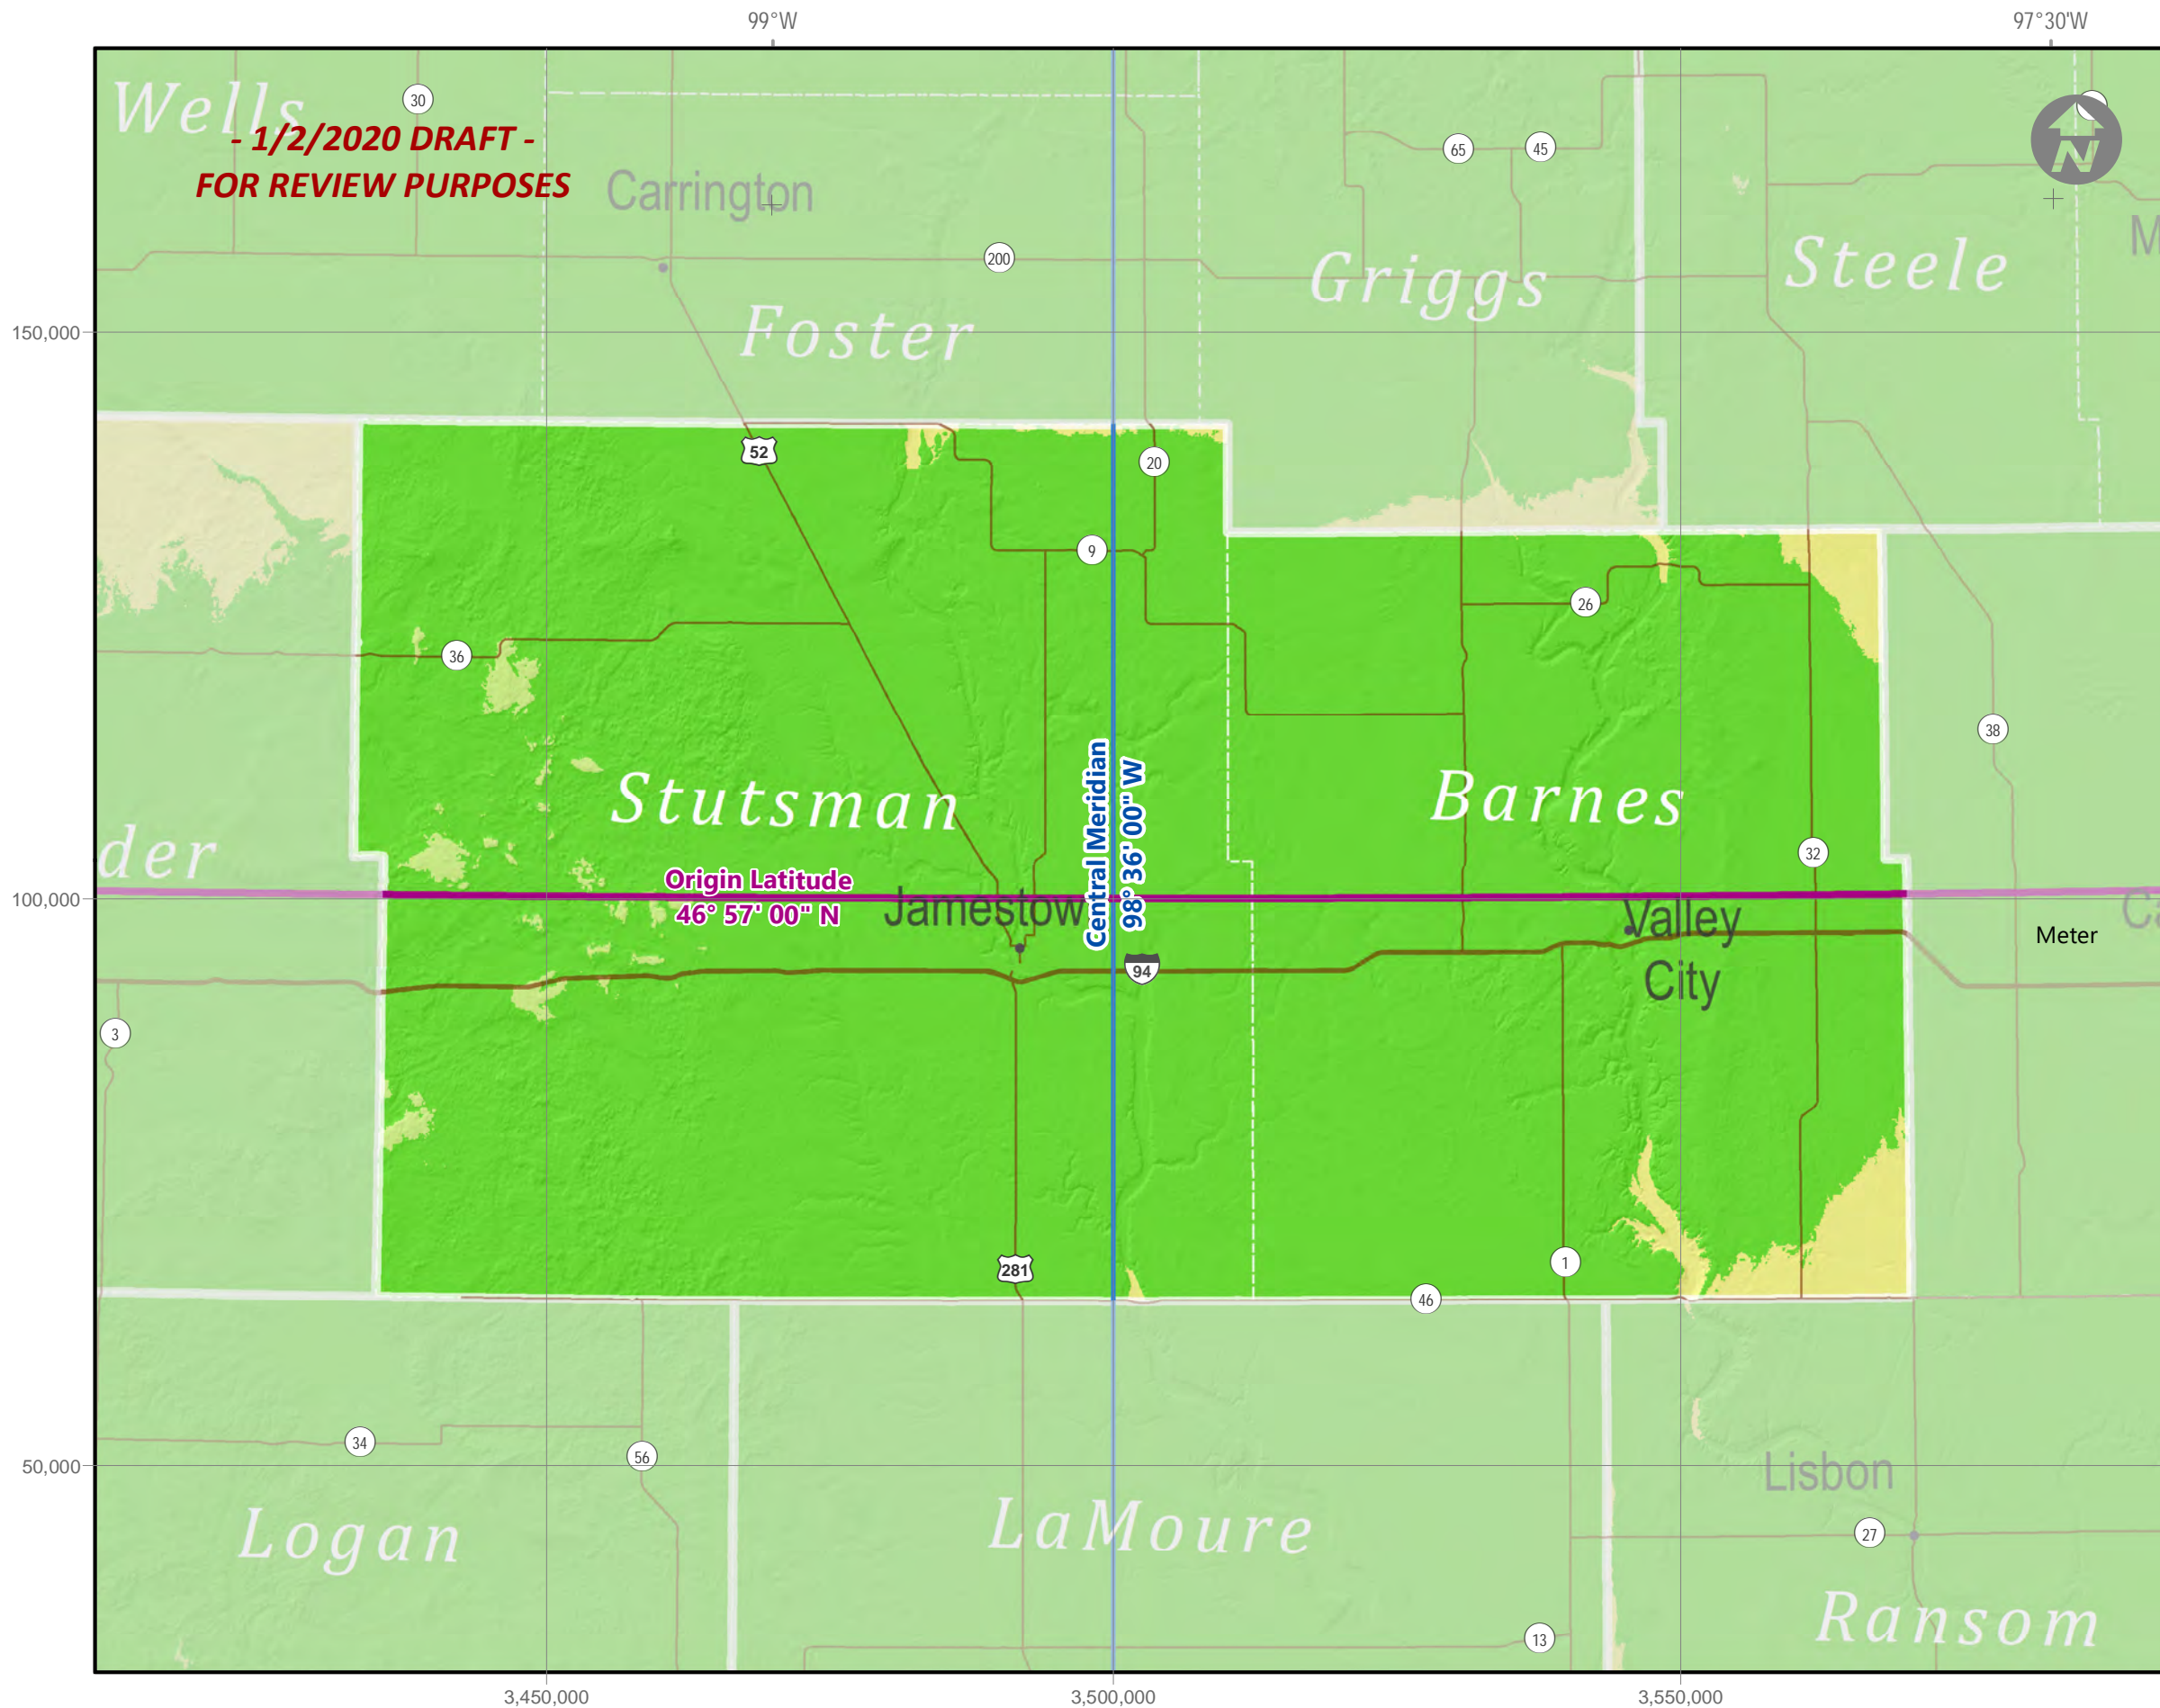 99°W
97°30'W
Wells
30
- 1/2/2020 DRAFT -
FOR REVIEW PURPOSES
Carrington
65
45
N
200
Griggs
Steele
M
Foster
150,000
52
20
9
26
36
38
Stutsman
Barnes
Central Meridian
98° 36' 00" W
der
32
Origin Latitude
46° 57' 00" N
100,000
Jamestow
Valley
City
Ca
Meter
94
3
281
1
46
34
56
50,000
Lisbon
Logan
LaMoure
27
Ransom
13
3,450,000
3,500,000
3,550,000